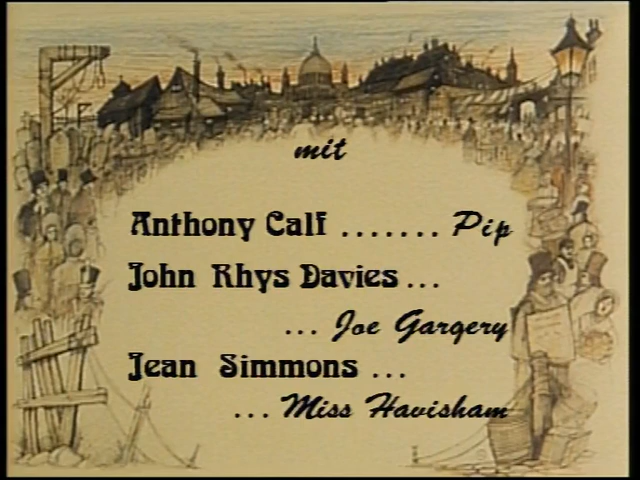 mit
Anthony Calf ....... Pip
John Rhys Davies ...
... Joe Gargery
Jean Simmons ...
... Miss Havisham